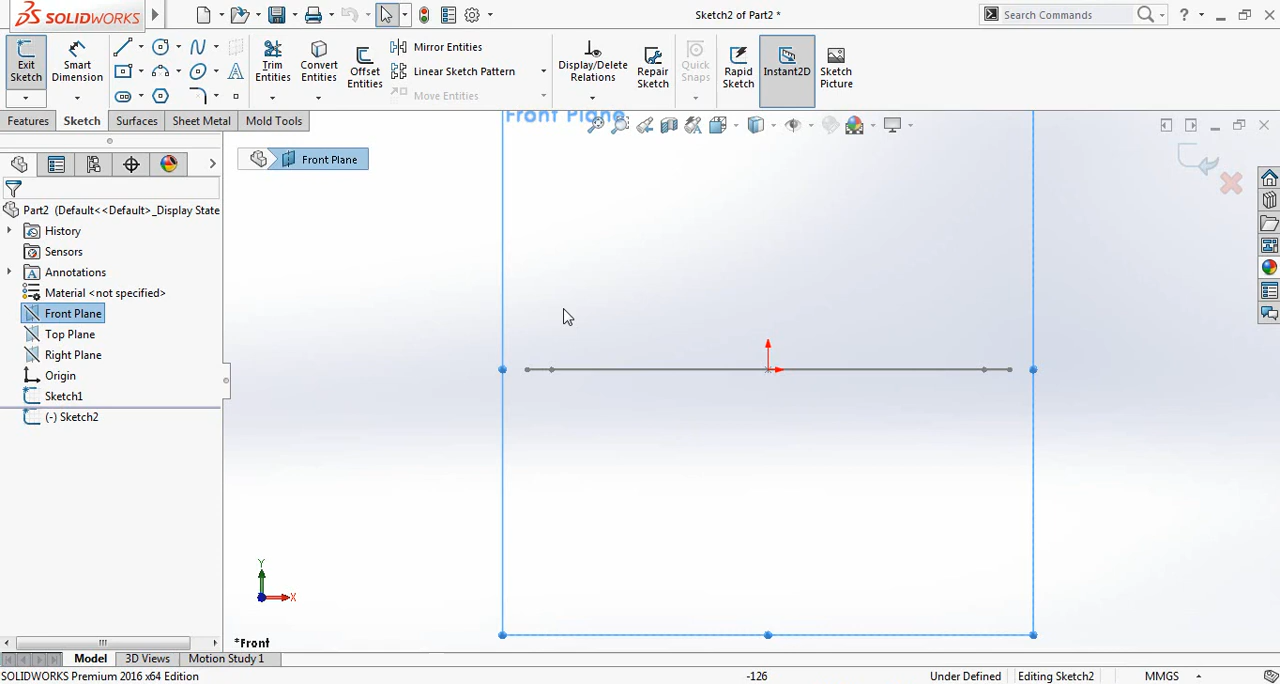 SOLIDWORKS
Sketch2 of Part2 *
Search Commands
?
Exit Sketch
Smart Dimension
Trim Entities
Convert Entities
Offset Entities
Mirror Entities
Linear Sketch Pattern
Move Entities
Display/Delete Relations
Repair Sketch
Quick Snaps
Rapid Sketch
Instant2D
Sketch Picture
Features
Sketch
Surfaces
Sheet Metal
Mold Tools
Front Plane
Front Plane
Part2 (Default<<Default>_Display State
History
Sensors
Annotations
Material <not specified>
Front Plane
Top Plane
Right Plane
Origin
Sketch1
(-) Sketch2
Y
X
*Front
Model
3D Views
Motion Study 1
SOLIDWORKS Premium 2016 x64 Edition
-126
Under Defined
Editing Sketch2
MMGS